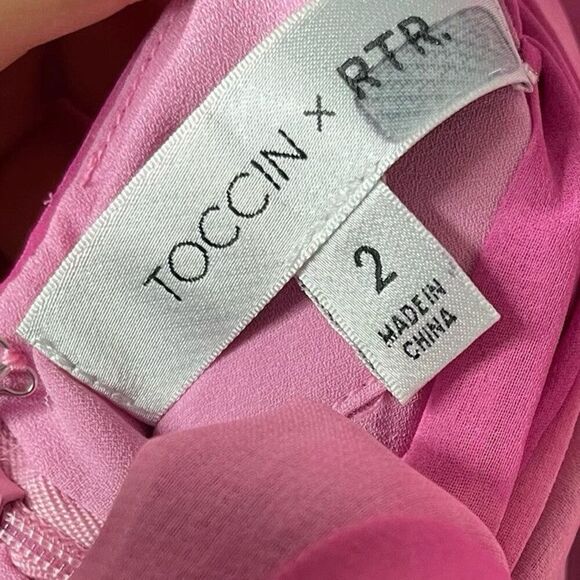 TOCCIN × RTR.
2
MADE IN
CHINA